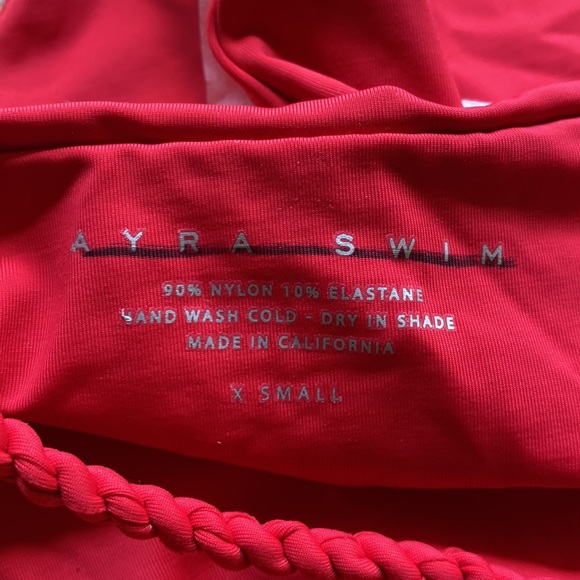 AYRA SWIM
90% NYLON 10% ELASTANE
HAND WASH COLD - DRY IN SHADE
MADE IN CALIFORNIA
X SMALL